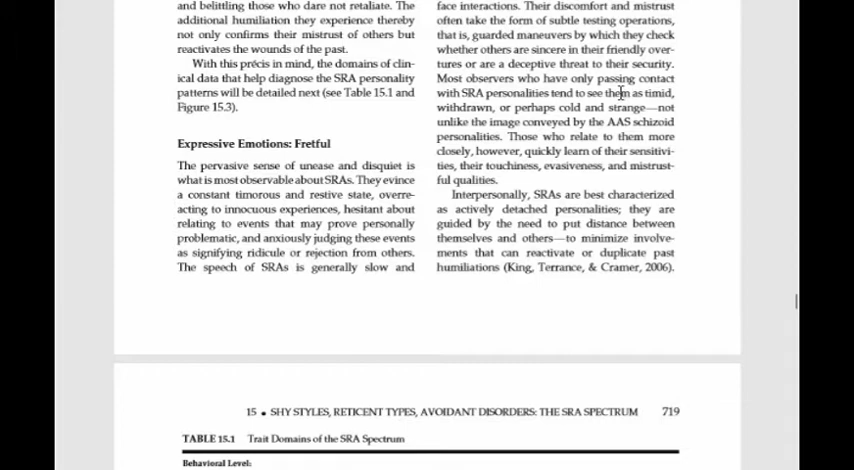 and belittling those who dare not retaliate. The
additional humiliation they experience thereby
not only confirms their mistrust of others but
reactivates the wounds of the past.
With this précis in mind, the domains of clin-
ical data that help diagnose the SRA personality
patterns will be detailed next (see Table 15.1 and
Figure 15.3).
Expressive Emotions: Fretful
The pervasive sense of unease and disquiet is
what is most observable about SRAs. They evince
a constant timorous and restive state, overre-
acting to innocuous experiences, hesitant about
relating to events that may prove personally
problematic, and anxiously judging these events
as signifying ridicule or rejection from others.
The speech of SRAs is generally slow and
face interactions. Their discomfort and mistrust
often take the form of subtle testing operations,
that is, guarded maneuvers by which they check
whether others are sincere in their friendly over-
tures or are a deceptive threat to their security.
Most observers who have only passing contact
with SRA personalities tend to see them as timid,
withdrawn, or perhaps cold and strange—not
unlike the image conveyed by the AAS schizoid
personalities. Those who relate to them more
closely, however, quickly learn of their sensitivi-
ties, their touchiness, evasiveness, and mistrust-
ful qualities.
Interpersonally, SRAs are best characterized
as actively detached personalities; they are
guided by the need to put distance between
themselves and others—to minimize involve-
ments that can reactivate or duplicate past
humiliations (King, Terrance, & Cramer, 2006).
15 • SHY STYLES, RETICENT TYPES, AVOIDANT DISORDERS: THE SRA SPECTRUM 719
TABLE 15.1 Trait Domains of the SRA Spectrum
Behavioral Level: